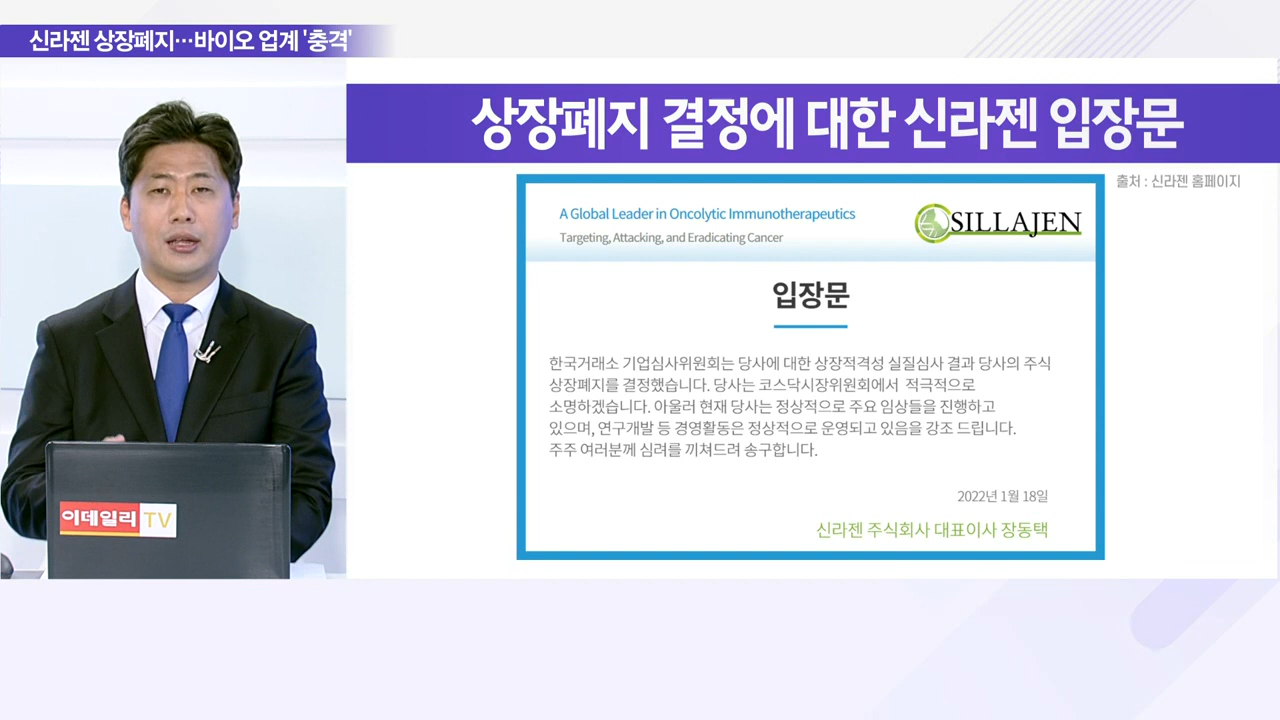 신라젠 상장폐지…바이오 업계 '충격'
상장폐지 결정에 대한 신라젠 입장문
출처 : 신라젠 홈페이지
A Global Leader in Oncolytic Immunotherapeutics
Targeting, Attacking, and Eradicating Cancer
SILLAJEN
입장문
한국거래소 기업심사위원회는 당사에 대한 상장적격성 실질심사 결과 당사의 주식
상장폐지를 결정했습니다. 당사는 코스닥시장위원회에서 적극적으로
소명하겠습니다. 아울러 현재 당사는 정상적으로 주요 임상들을 진행하고
있으며, 연구개발 등 경영활동은 정상적으로 운영되고 있음을 강조 드립니다.
주주 여러분께 심려를 끼쳐드려 송구합니다.
2022년 1월 18일
신라젠 주식회사 대표이사 장동택
이데일리 TV